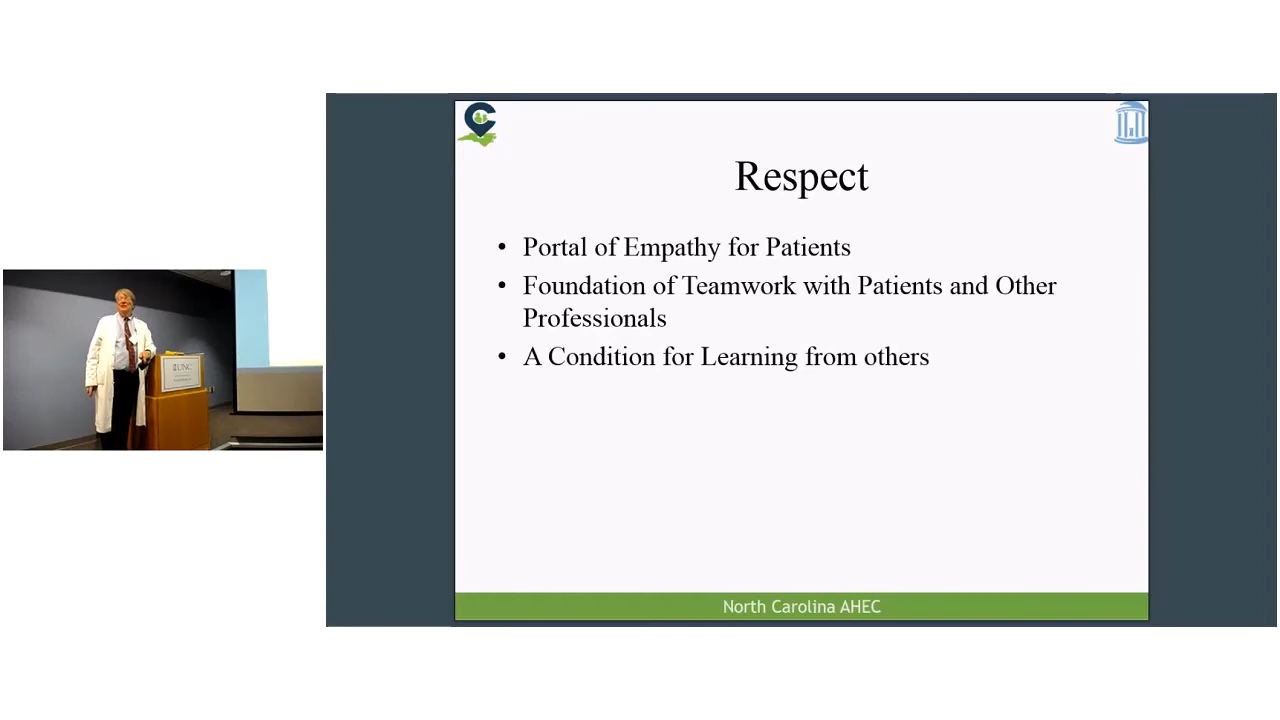 Respect
• Portal of Empathy for Patients
• Foundation of Teamwork with Patients and Other
Professionals
• A Condition for Learning from others
North Carolina AHEC
UNC